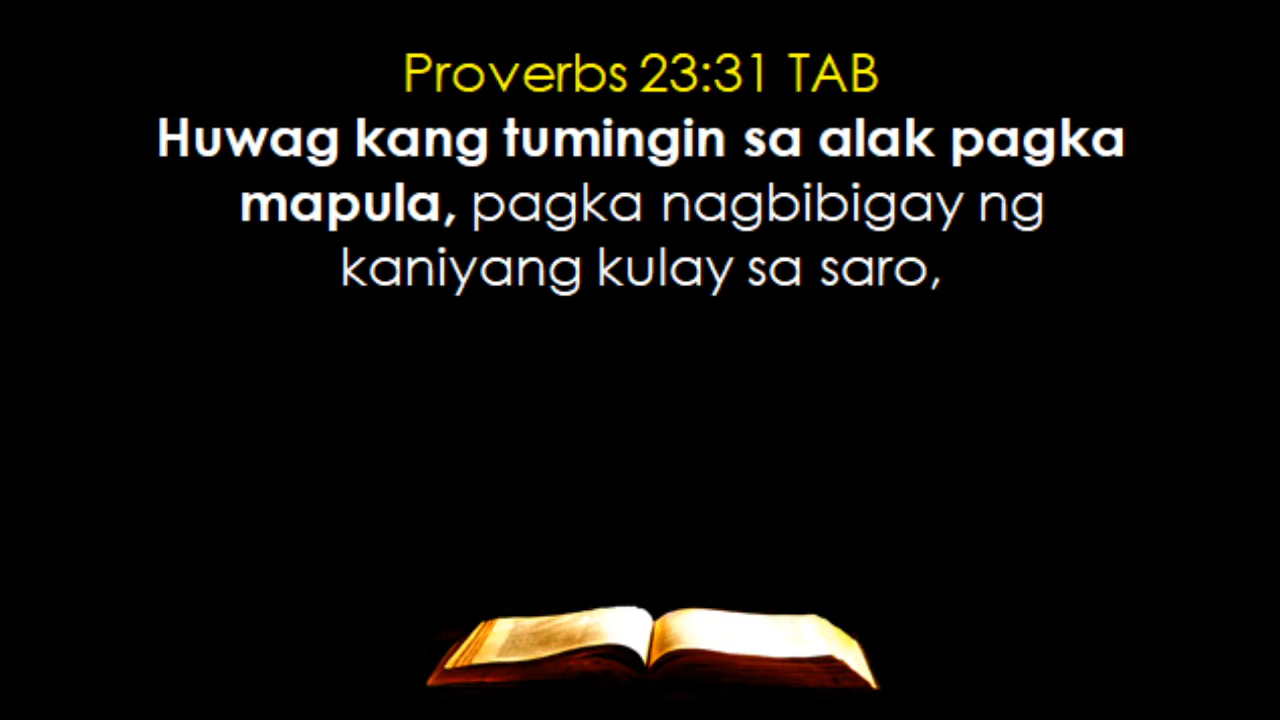 Proverbs 23:31 TAB
Huwag kang tumingin sa alak pagka
mapula, pagka nagbibigay ng
kaniyang kulay sa saro,